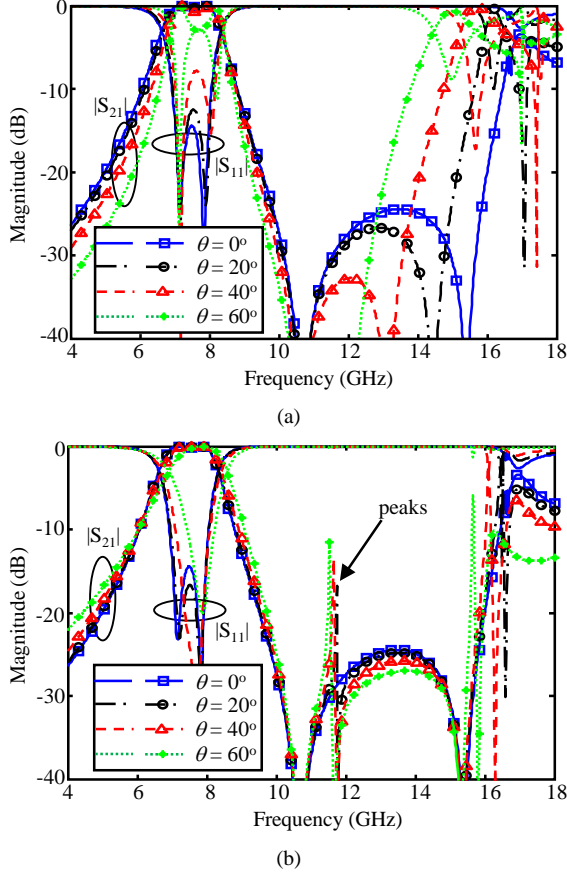 0
-10
-20
-30
-40
Magnitude (dB)
|S21|
|S11|
θ = 0º
θ = 20º
θ = 40º
θ = 60º
4 6 8 10 12 14 16 18
Frequency (GHz)
(a)
0
-10
-20
-30
-40
Magnitude (dB)
peaks
|S21|
|S11|
θ = 0º
θ = 20º
θ = 40º
θ = 60º
4 6 8 10 12 14 16 18
Frequency (GHz)
(b)